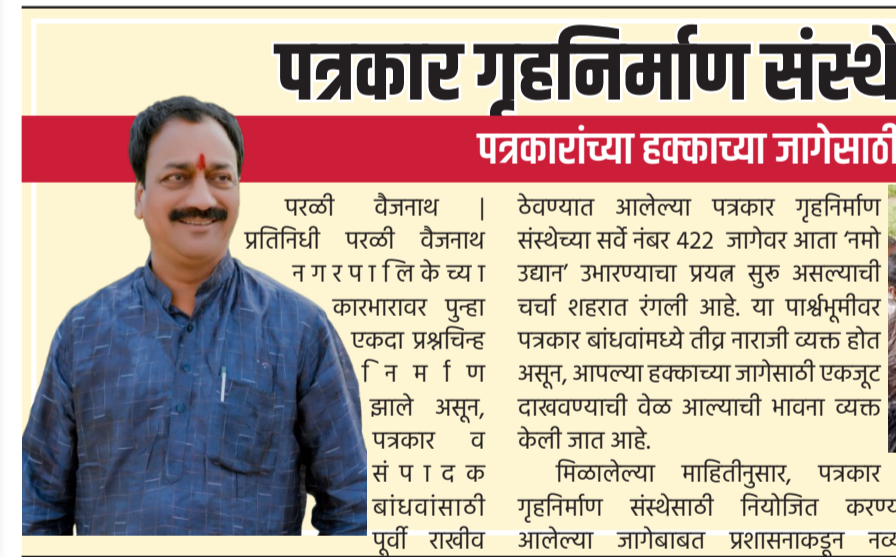 पत्रकार गृहनिर्माण संस्थे
पत्रकारांच्या हक्काच्या जागेसाठी
परळी वैजनाथ |
प्रतिनिधी परळी वैजनाथ
नगरपालिकेच्या
कारभारावर पुन्हा
एकदा प्रश्नचिन्ह
निर्माण
झाले असून,
पत्रकार व
संपादक
बांधवांसाठी
पूर्वी राखीव
ठेवण्यात आलेल्या पत्रकार गृहनिर्माण
संस्थेच्या सर्वे नंबर 422 जागेवर आता ‘नमो
उद्यान’ उभारण्याचा प्रयत्न सुरू असल्याची
चर्चा शहरात रंगली आहे. या पार्श्वभूमीवर
पत्रकार बांधवांमध्ये तीव्र नाराजी व्यक्त होत
असून, आपल्या हक्काच्या जागेसाठी एकजूट
दाखवण्याची वेळ आल्याची भावना व्यक्त
केली जात आहे.
मिळालेल्या माहितीनुसार, पत्रकार
गृहनिर्माण संस्थेसाठी नियोजित करण्य
आलेल्या जागेबाबत प्रशासनाकडून